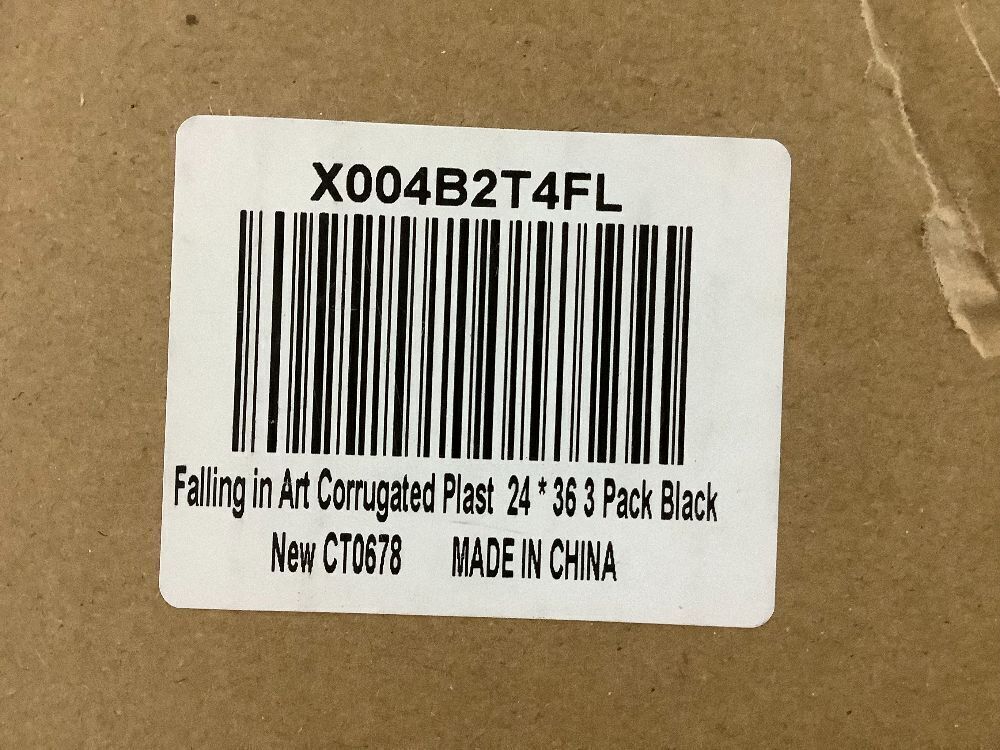 X004B2T4FL
Falling in Art Corrugated Plast 24 * 36 3 Pack Black
New CT0678 MADE IN CHINA